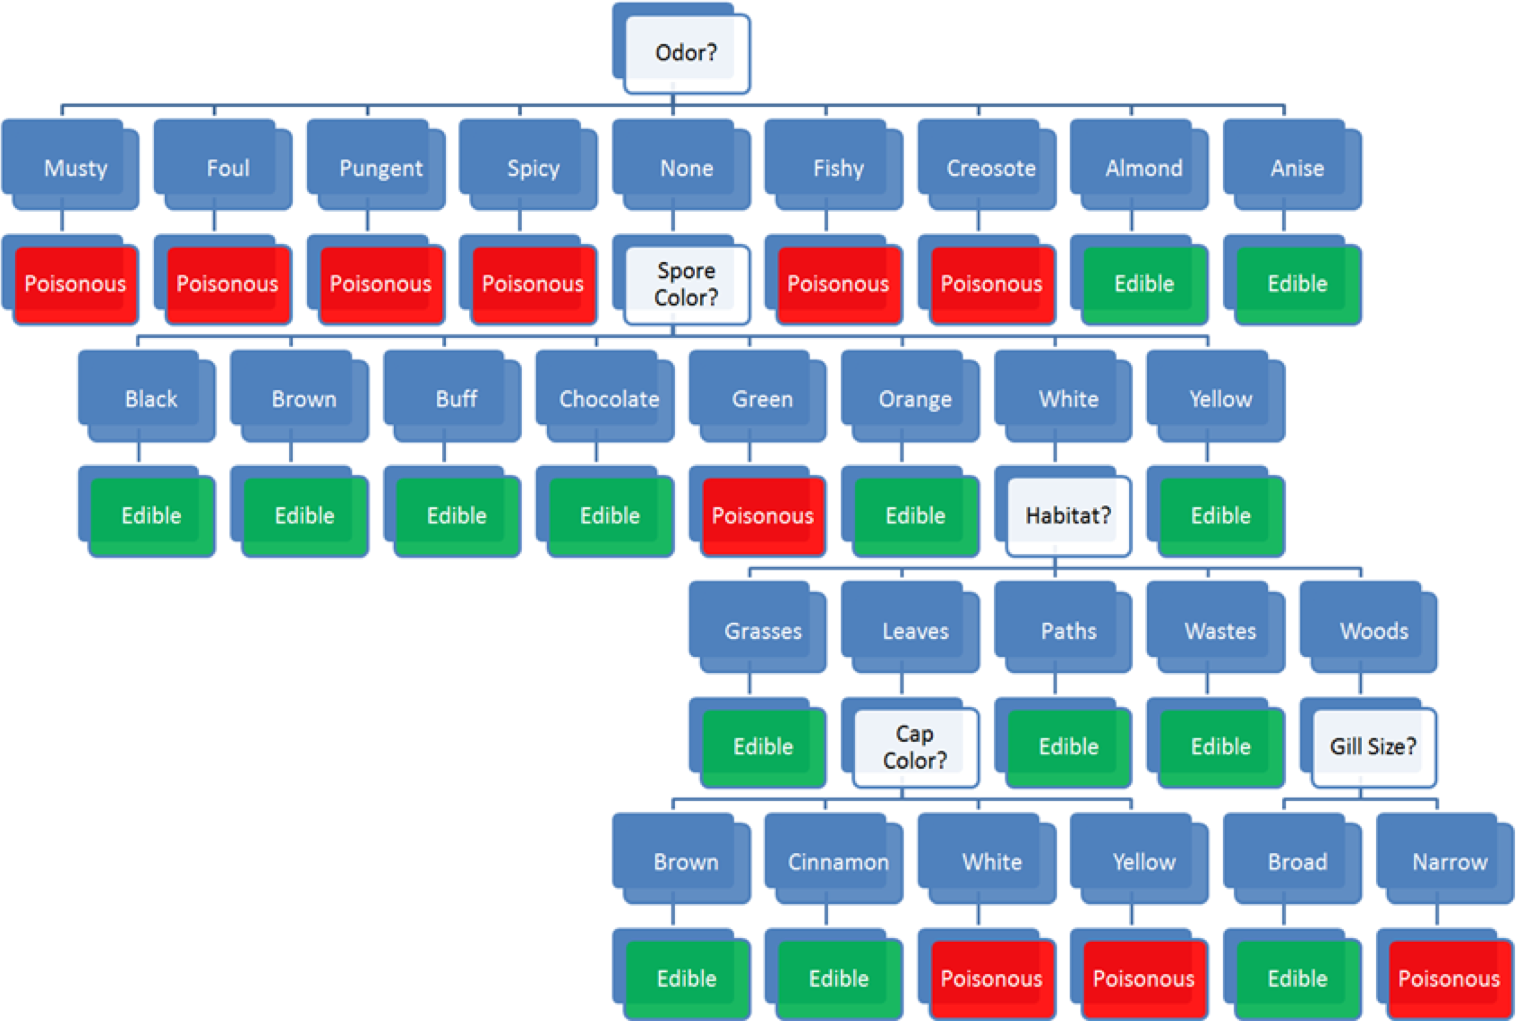 Odor?
Musty Foul Pungent Spicy None Fishy Creosote Almond Anise
Poisonous Poisonous Poisonous Poisonous Spore Color? Poisonous Poisonous Edible Edible
Black Brown Buff Chocolate Green Orange White Yellow
Edible Edible Edible Edible Poisonous Edible Habitat? Edible
Grasses Leaves Paths Wastes Woods
Edible Cap Color? Edible Edible Gill Size?
Brown Cinnamon White Yellow Broad Narrow
Edible Edible Poisonous Poisonous Edible Poisonous